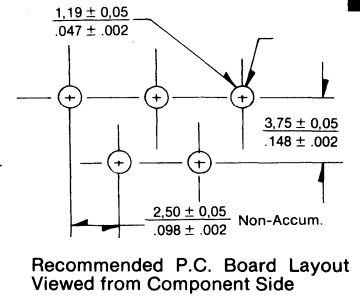 1,19 ± 0,05
.047 ± .002
3,75 ± 0,05
.148 ± .002
2,50 ± 0,05
.098 ± .002
Non-Accum.
Recommended P.C. Board Layout
Viewed from Component Side